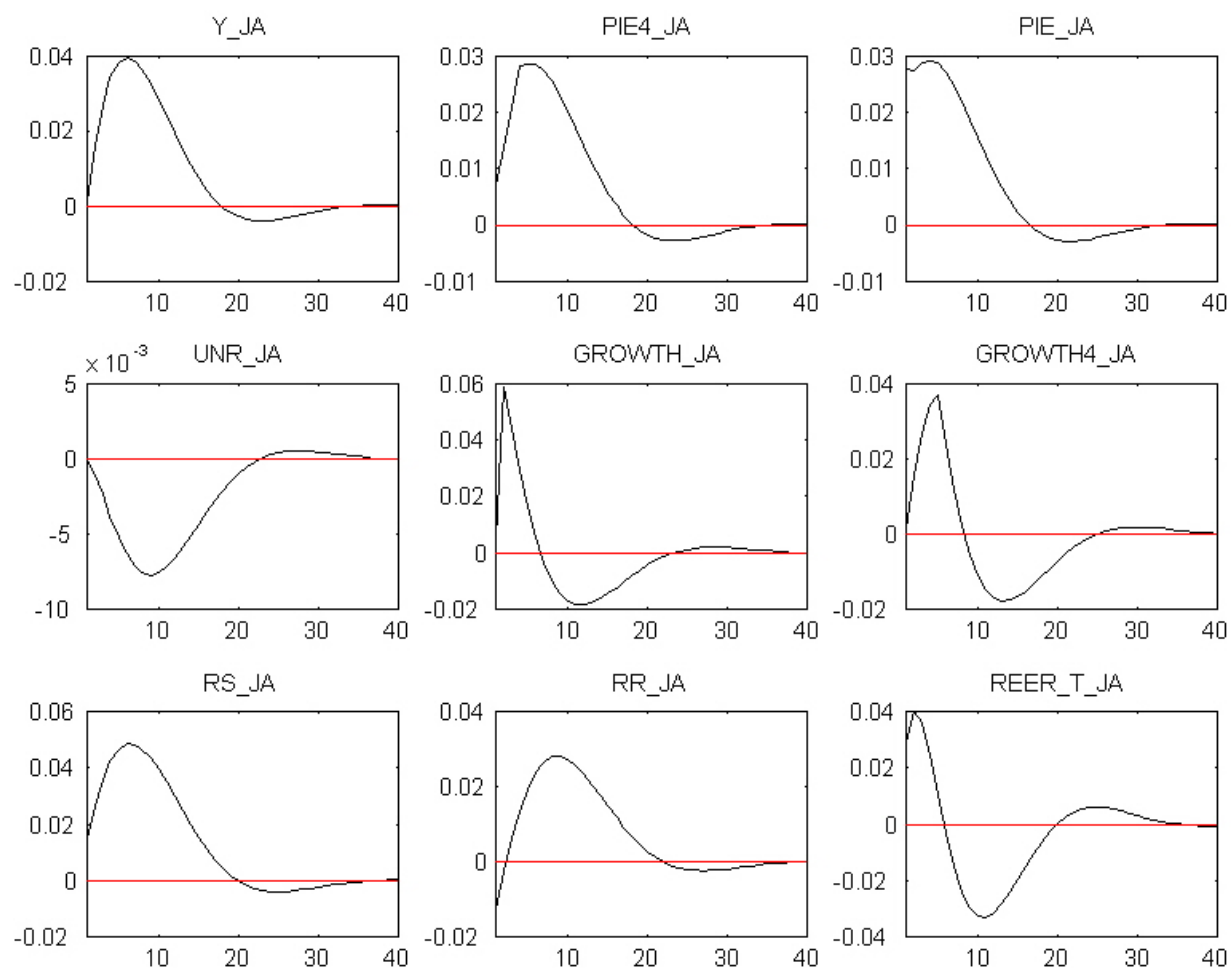 Y_JA PIE4_JA PIE_JA
0.04 0.03 0.03
0.02 0.02 0.02
0.01 0.01
0 0 0
-0.02 -0.01 -0.01
10 20 30 40 10 20 30 40 10 20 30 40
UNR_JA GROWTH_JA GROWTH4_JA
× 10⁻³
5 0.06 0.04
0.04
0 0.02 0.02
-5 0 0
-10 -0.02 -0.02
10 20 30 40 10 20 30 40 10 20 30 40
RS_JA RR_JA REER_T_JA
0.06 0.04 0.04
0.04 0.02 0.02
0.02 0 0
0 -0.02 -0.02
-0.02 -0.04 -0.04
10 20 30 40 10 20 30 40 10 20 30 40